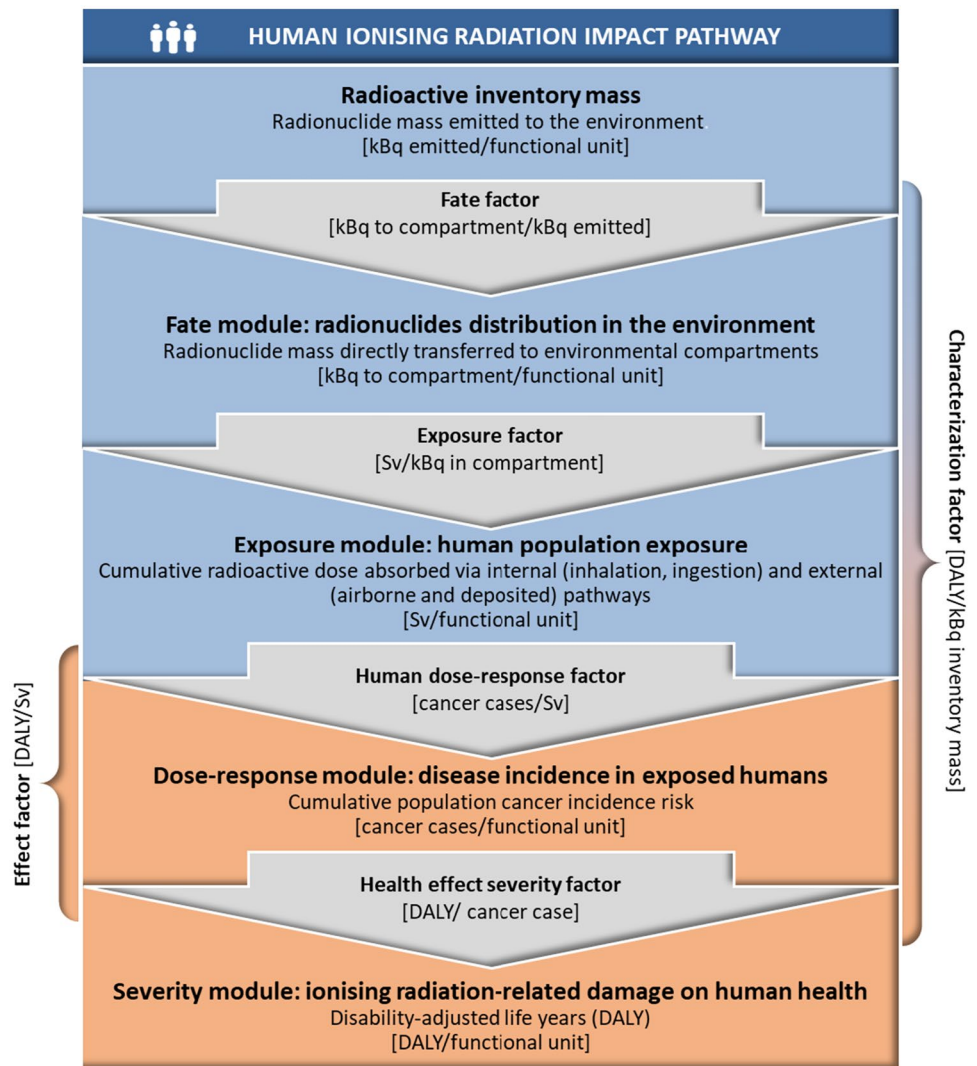 HUMAN IONISING RADIATION IMPACT PATHWAY
Radioactive inventory mass
Radionuclide mass emitted to the environment.
[kBq emitted/functional unit]
Fate factor
[kBq to compartment/kBq emitted]
Fate module: radionuclides distribution in the environment
Radionuclide mass directly transferred to environmental compartments
[kBq to compartment/functional unit]
Exposure factor
[Sv/kBq in compartment]
Exposure module: human population exposure
Cumulative radioactive dose absorbed via internal (inhalation, ingestion) and external
(airborne and deposited) pathways
[Sv/functional unit]
Human dose-response factor
[cancer cases/Sv]
Dose-response module: disease incidence in exposed humans
Cumulative population cancer incidence risk
[cancer cases/functional unit]
Health effect severity factor
[DALY/ cancer case]
Severity module: ionising radiation-related damage on human health
Disability-adjusted life years (DALY)
[DALY/functional unit]
Effect factor [DALY/Sv]
Characterization factor [DALY/kBq inventory
mass]